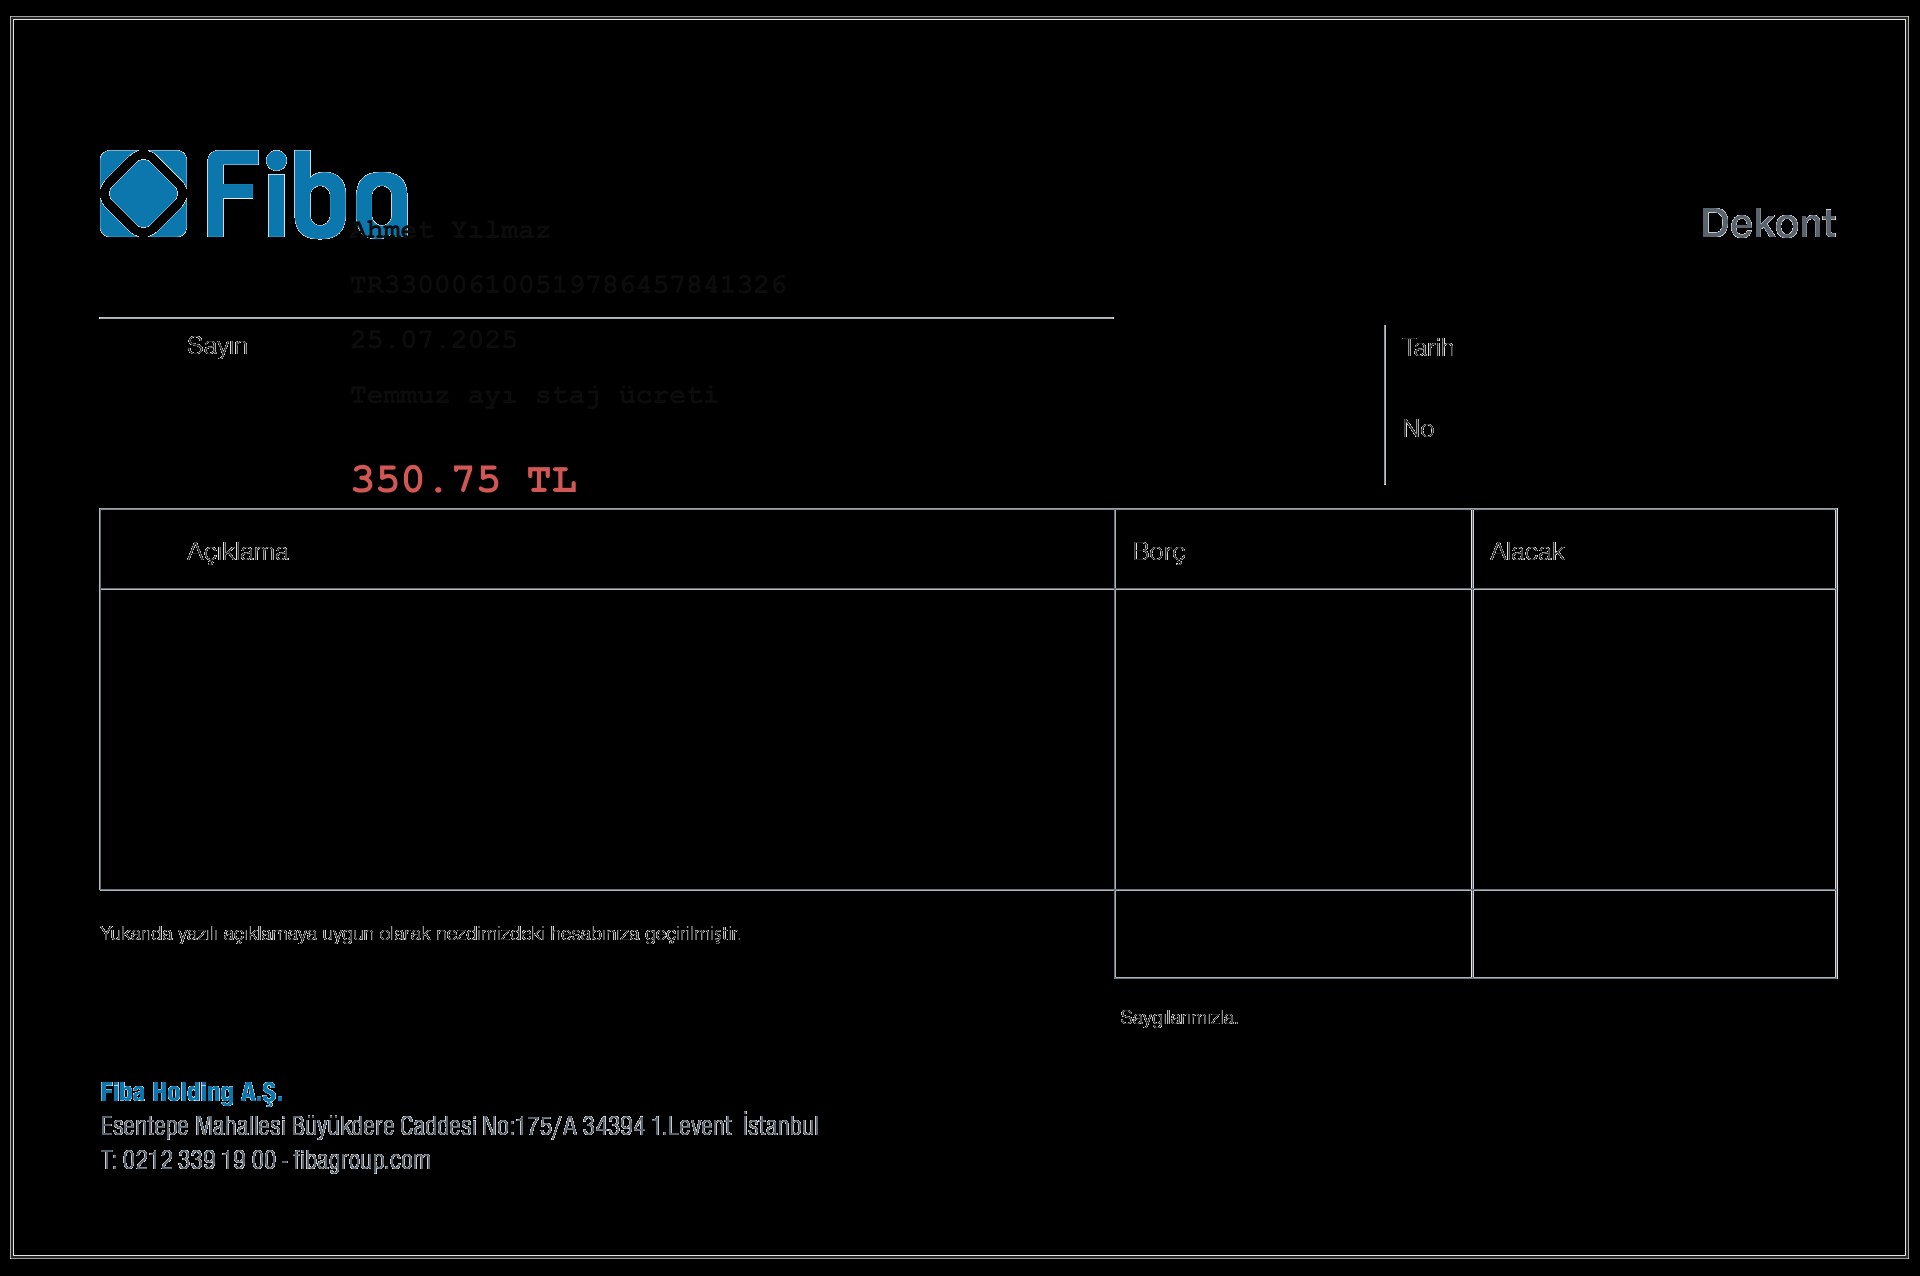 Fiba
Dekont
Ahmet Yılmaz
TR330006100519786457841326
Sayın
25.07.2025
Tarih
Temmuz ayı staj ücreti
No
350.75 TL
Açıklama
Borç
Alacak
Yukarıda yazılı açıklamaya uygun olarak nezdimizdeki hesabınıza geçirilmiştir.
Saygılarımızla.
Fiba Holding A.Ş.
Esentepe Mahallesi Büyükdere Caddesi No:175/A 34394 1.Levent İstanbul
T: 0212 339 19 00 - fibagroup.com